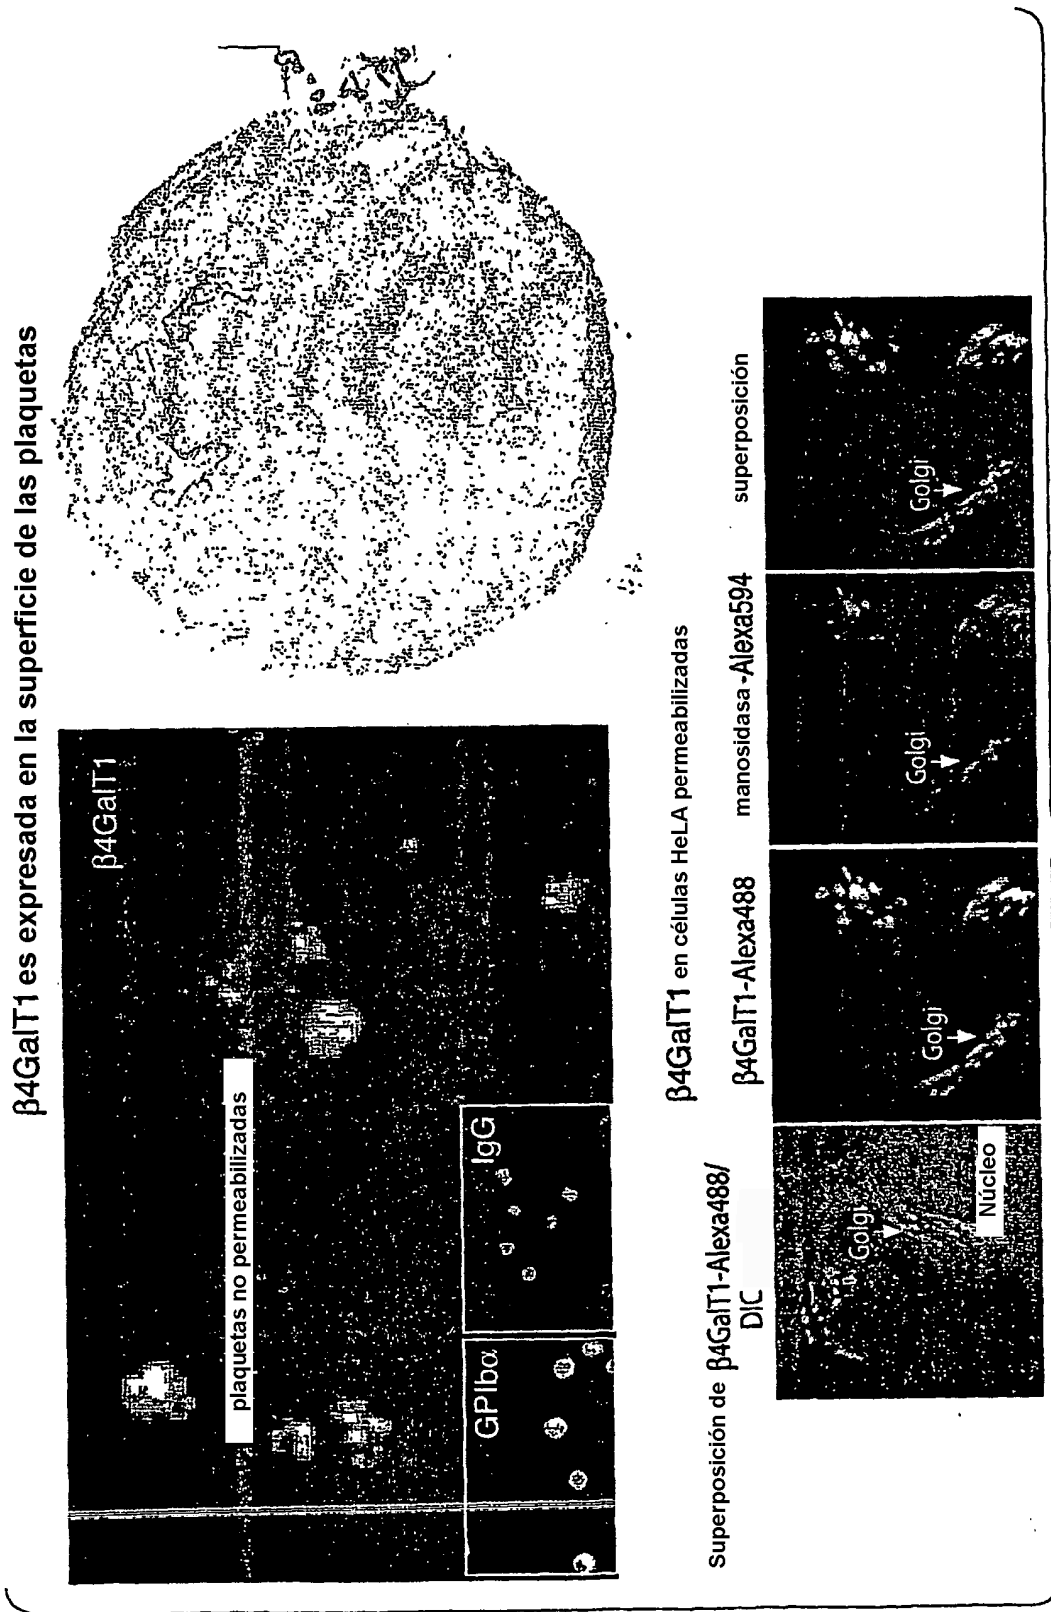 β4GalT1 es expresada en la superficie de las plaquetas
β4GalT1
plaquetas no permeabilizadas
GPIbα
IgG
β4GalT1 en células HeLA permeabilizadas
Superposición de β4GalT1-Alexa488/
DIC
β4GalT1-Alexa488
manosidasa-Alexa594
superposición
Golgi
Núcleo
Golgi
Golgi
Golgi